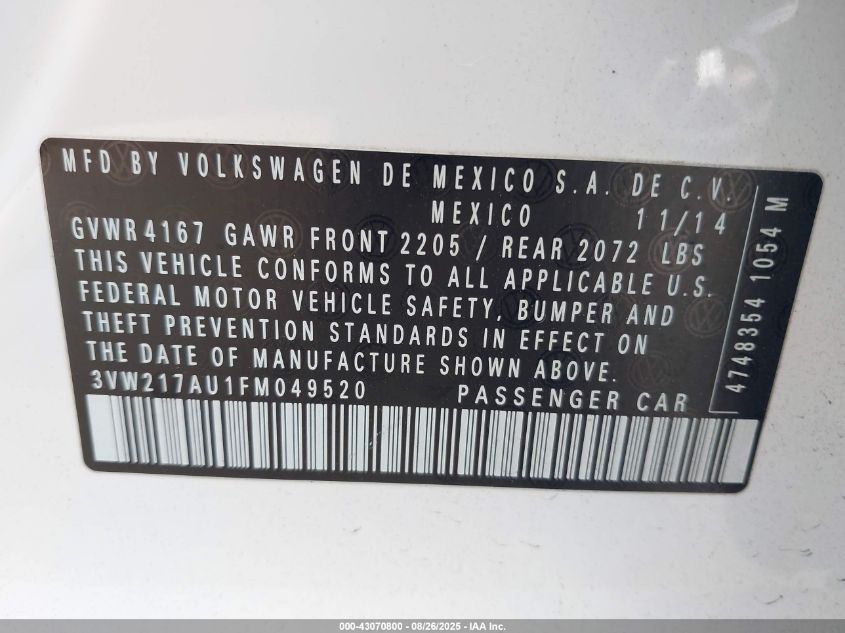 MFD BY VOLKSWAGEN DE MEXICO S.A. DE C.V.
MEXICO 11/14
GVWR 4167 GAWR FRONT 2205 / REAR 2072 LBS
THIS VEHICLE CONFORMS TO ALL APPLICABLE U.S.
FEDERAL MOTOR VEHICLE SAFETY, BUMPER AND
THEFT PREVENTION STANDARDS IN EFFECT ON
THE DATE OF MANUFACTURE SHOWN ABOVE.
3VW217AU1FM049520 PASSENGER CAR
4748354 1054 M
000-43070800 - 08/26/2025 - IAA Inc.